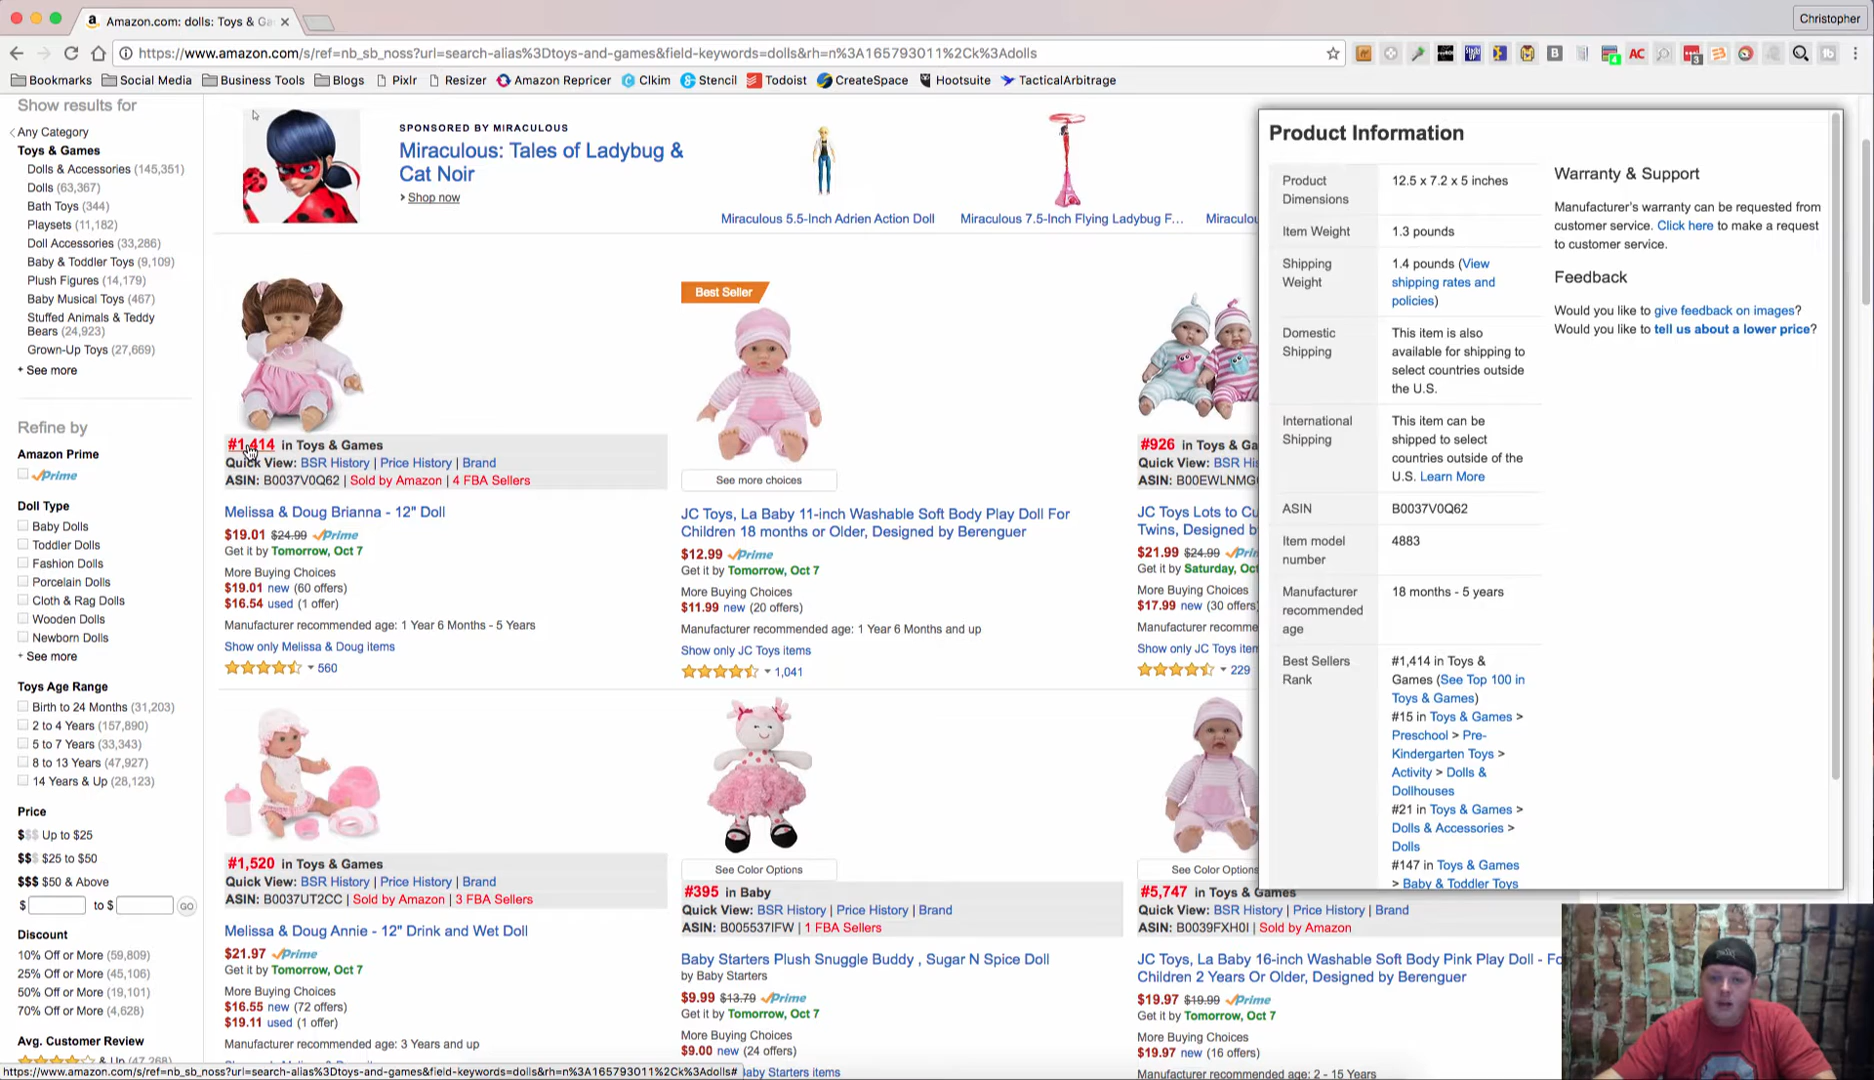 Amazon.com: dolls: Toys & Ga
Christopher
https://www.amazon.com/s/ref=nb_sb_noss?url=search-alias%3Dtoys-and-games&field-keywords=dolls&rh=n%3A165793011%2Ck%3Adolls
Bookmarks Social Media Business Tools Blogs Pixlr Resizer Amazon Repricer Clkim Stencil Todoist CreateSpace Hootsuite TacticalArbitrage
Show results for
Any Category
Toys & Games
Dolls & Accessories (145,351)
Dolls (63,367)
Bath Toys (344)
Playsets (11,182)
Doll Accessories (33,286)
Baby & Toddler Toys (9,109)
Plush Figures (14,179)
Baby Musical Toys (467)
Stuffed Animals & Teddy
Bears (24,923)
Grown-Up Toys (27,669)
+ See more
Refine by
Amazon Prime
Prime
Doll Type
Baby Dolls
Toddler Dolls
Fashion Dolls
Porcelain Dolls
Cloth & Rag Dolls
Wooden Dolls
Newborn Dolls
+ See more
Toys Age Range
Birth to 24 Months (31,203)
2 to 4 Years (157,890)
5 to 7 Years (33,343)
8 to 13 Years (47,927)
14 Years & Up (28,123)
Price
$$$ Up to $25
$$$ $25 to $50
$$$ $50 & Above
$ to $ GO
Discount
10% Off or More (59,809)
25% Off or More (45,106)
50% Off or More (19,101)
70% Off or More (4,628)
Avg. Customer Review
& Up (47,268)
SPONSORED BY MIRACULOUS
Miraculous: Tales of Ladybug &
Cat Noir
› Shop now
Miraculous 5.5-Inch Adrien Action Doll
Miraculous 7.5-Inch Flying Ladybug F...
Miraculou
#1,414 in Toys & Games
Quick View: BSR History | Price History | Brand
ASIN: B0037V0Q62 | Sold by Amazon | 4 FBA Sellers
Melissa & Doug Brianna - 12" Doll
$19.01 $24.99 Prime
Get it by Tomorrow, Oct 7
More Buying Choices
$19.01 new (60 offers)
$16.54 used (1 offer)
Manufacturer recommended age: 1 Year 6 Months - 5 Years
Show only Melissa & Doug items
560
Best Seller
See more choices
JC Toys, La Baby 11-inch Washable Soft Body Play Doll For
Children 18 months or Older, Designed by Berenguer
$12.99 Prime
Get it by Tomorrow, Oct 7
More Buying Choices
$11.99 new (20 offers)
Manufacturer recommended age: 1 Year 6 Months and up
Show only JC Toys items
1,041
#926 in Toys & Ga
Quick View: BSR His
ASIN: B00EWLNMG
JC Toys Lots to Cu
Twins, Designed b
$21.99 $24.99 Prin
Get it by Saturday, Oct
More Buying Choices
$17.99 new (30 offers
Manufacturer recomme
Show only JC Toys iter
229
#1,520 in Toys & Games
Quick View: BSR History | Price History | Brand
ASIN: B0037UT2CC | Sold by Amazon | 3 FBA Sellers
Melissa & Doug Annie - 12" Drink and Wet Doll
$21.97 Prime
Get it by Tomorrow, Oct 7
More Buying Choices
$16.55 new (72 offers)
$19.11 used (1 offer)
Manufacturer recommended age: 3 Years and up
See Color Options
#395 in Baby
Quick View: BSR History | Price History | Brand
ASIN: B005537IFW | 1 FBA Sellers
Baby Starters Plush Snuggle Buddy , Sugar N Spice Doll
by Baby Starters
$9.99 $13.79 Prime
Get it by Tomorrow, Oct 7
More Buying Choices
$9.00 new (24 offers)
aby Starters items
See Color Options
#5,747 in Toys & Games
Quick View: BSR History | Price History | Brand
ASIN: B0039FXH0I | Sold by Amazon
JC Toys, La Baby 16-inch Washable Soft Body Pink Play Doll - Fo
Children 2 Years Or Older, Designed by Berenguer
$19.97 $19.99 Prime
Get it by Tomorrow, Oct 7
More Buying Choices
$19.97 new (16 offers)
Manufacturer recommended age: 2 - 15 Years
Product Information
Product
Dimensions
12.5 x 7.2 x 5 inches
Item Weight
1.3 pounds
Shipping
Weight
1.4 pounds (View
shipping rates and
policies)
Domestic
Shipping
This item is also
available for shipping to
select countries outside
the U.S.
International
Shipping
This item can be
shipped to select
countries outside of the
U.S. Learn More
ASIN
B0037V0Q62
Item model
number
4883
Manufacturer
recommended
age
18 months - 5 years
Best Sellers
Rank
#1,414 in Toys &
Games (See Top 100 in
Toys & Games)
#15 in Toys & Games >
Preschool > Pre-
Kindergarten Toys >
Activity > Dolls &
Dollhouses
#21 in Toys & Games >
Dolls & Accessories >
Dolls
#147 in Toys & Games
> Baby & Toddler Toys
Warranty & Support
Manufacturer's warranty can be requested from
customer service. Click here to make a request
to customer service.
Feedback
Would you like to give feedback on images?
Would you like to tell us about a lower price?
https://www.amazon.com/s/ref=nb_sb_noss?url=search-alias%3Dtoys-and-games&field-keywords=dolls&rh=n%3A165793011%2Ck%3Adolls#